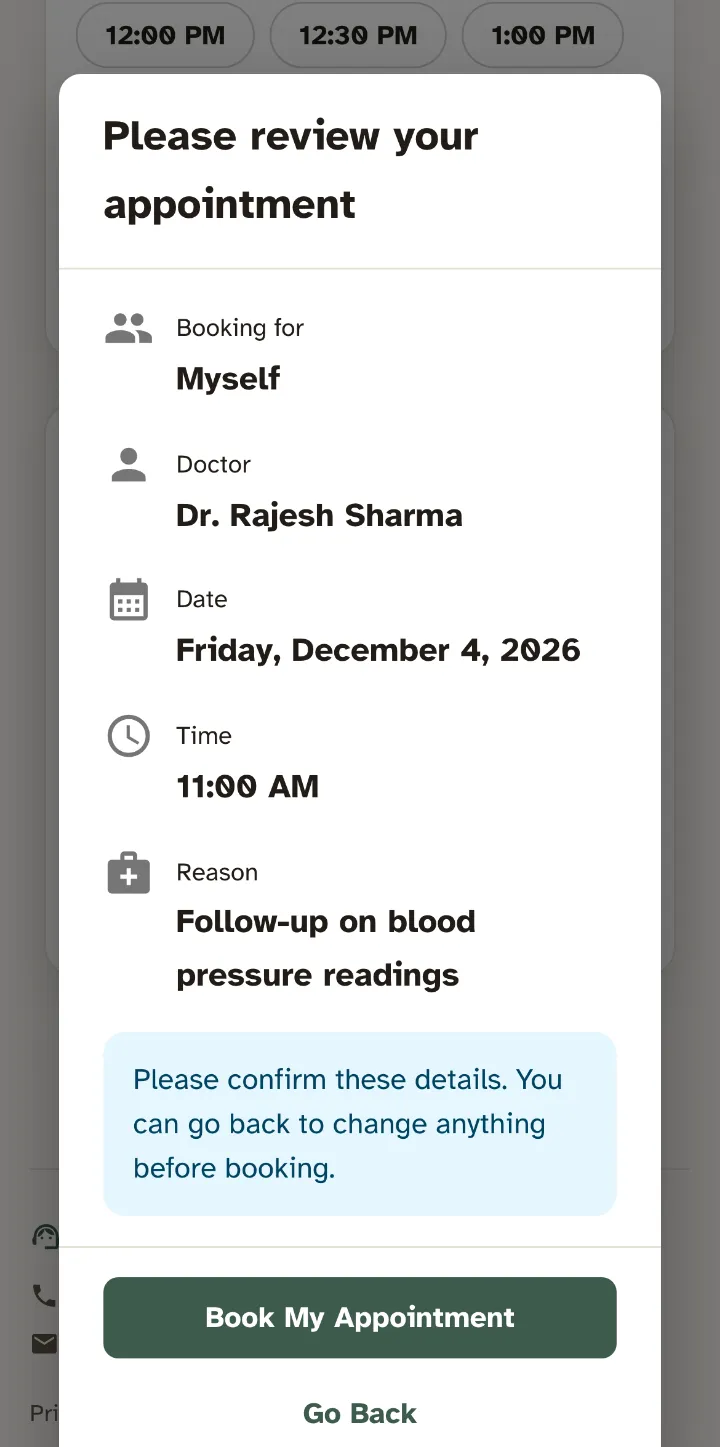 12:00 PM 12:30 PM 1:00 PM
Please review your
appointment
Booking for
Myself
Doctor
Dr. Rajesh Sharma
Date
Friday, December 4, 2026
Time
11:00 AM
Reason
Follow-up on blood
pressure readings
Please confirm these details. You
can go back to change anything
before booking.
Book My Appointment
Go Back
Pri